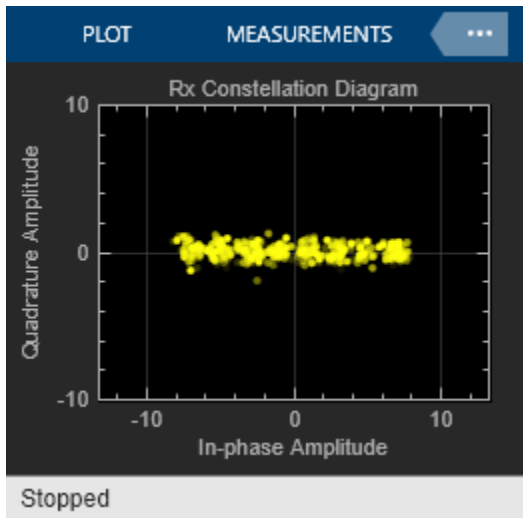 PLOT MEASUREMENTS ...
Rx Constellation Diagram
10
0
-10
Quadrature Amplitude
-10 0 10
In-phase Amplitude
Stopped